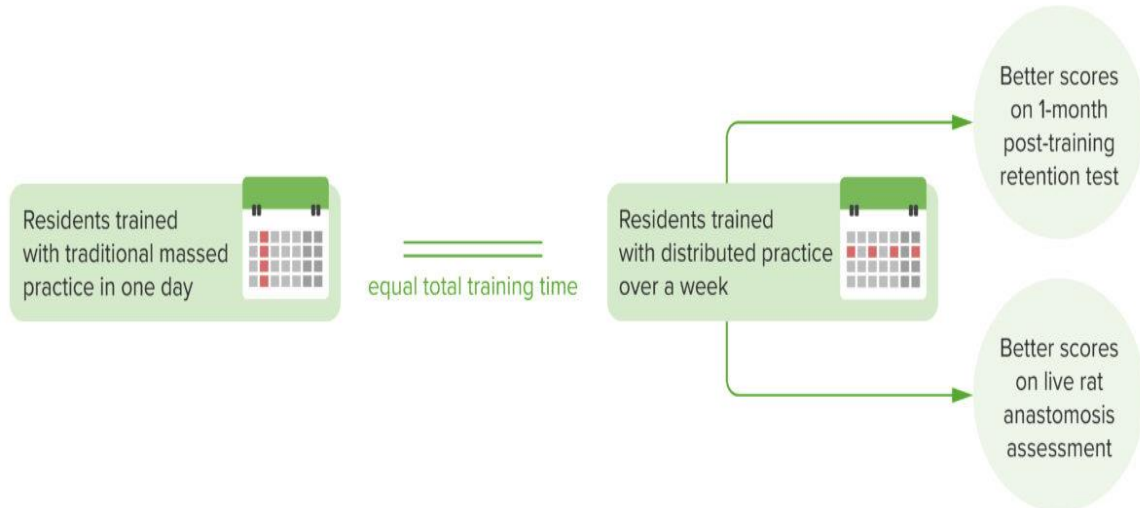 Residents trained
with traditional massed
practice in one day
equal total training time
Residents trained
with distributed practice
over a week
Better scores
on 1-month
post-training
retention test
Better scores
on live rat
anastomosis
assessment